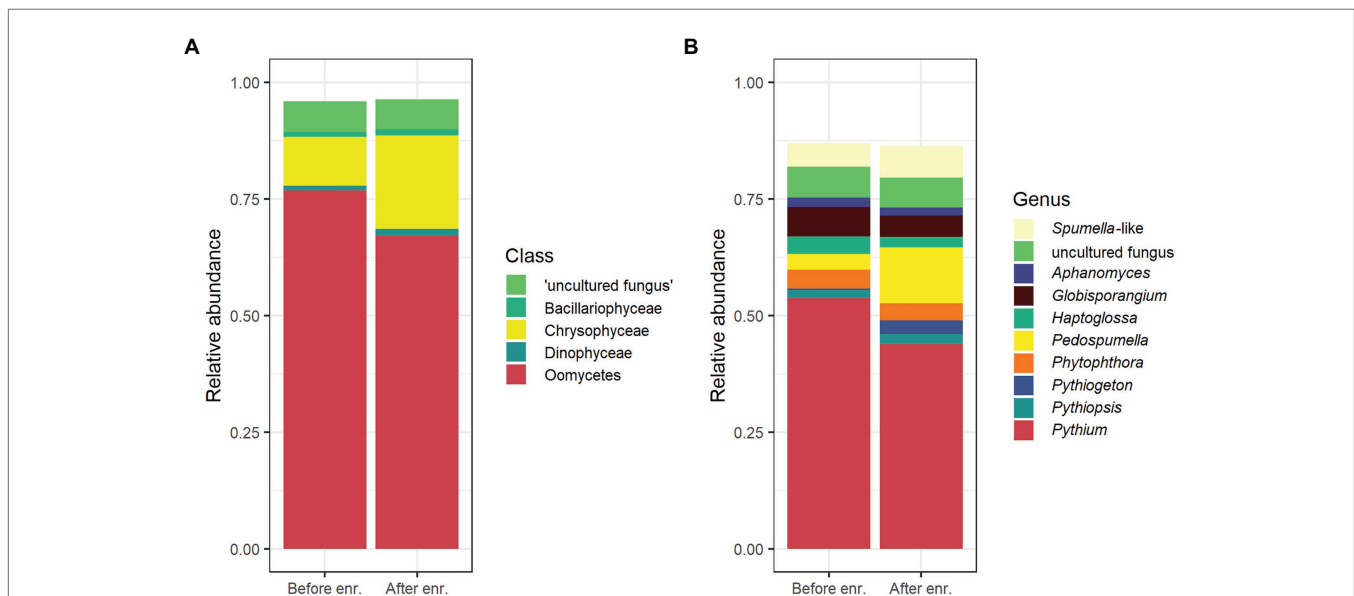 A
Relative abundance
1.00
0.75
0.50
0.25
0.00
Before enr.
After enr.
Class
'uncultured fungus'
Bacillariophyceae
Chrysophyceae
Dinophyceae
Oomycetes
B
Relative abundance
1.00
0.75
0.50
0.25
0.00
Before enr.
After enr.
Genus
Spumella-like
uncultured fungus
Aphanomyces
Globisporangium
Haptoglossa
Pedospumella
Phytophthora
Pythiogeton
Pythiopsis
Pythium